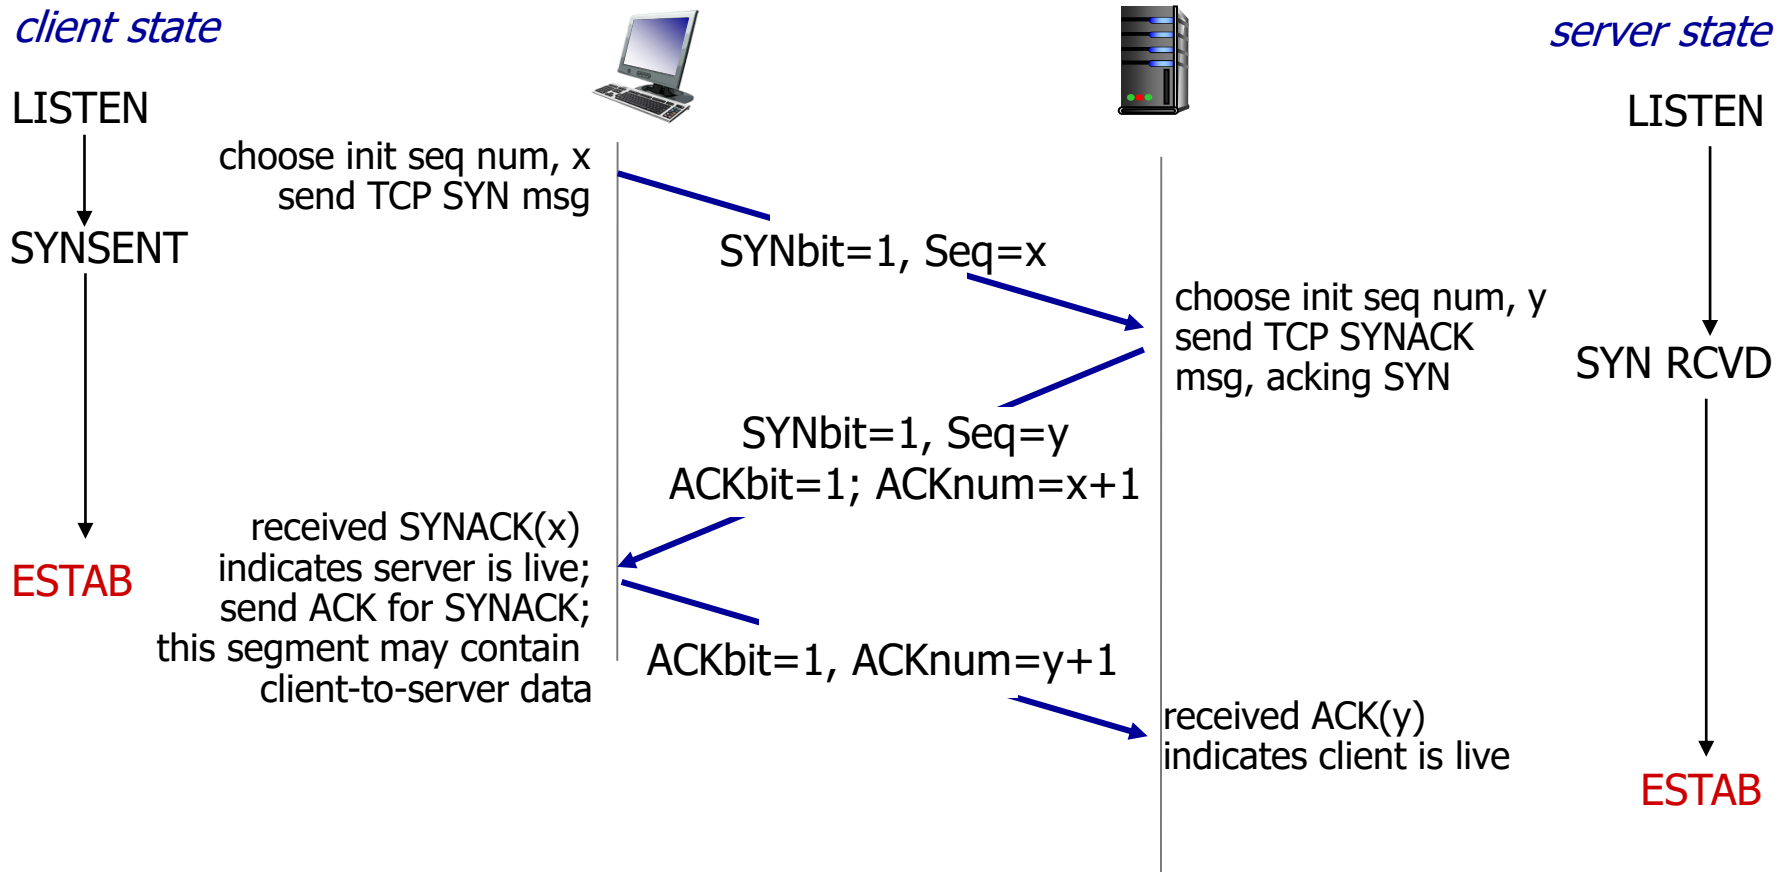 client state
server state
LISTEN
LISTEN
choose init seq num, x
send TCP SYN msg
SYNSENT
SYNbit=1, Seq=x
choose init seq num, y
send TCP SYNACK
msg, acking SYN
SYN RCVD
SYNbit=1, Seq=y
ACKbit=1; ACKnum=x+1
received SYNACK(x)
indicates server is live;
send ACK for SYNACK;
this segment may contain
client-to-server data
ESTAB
ACKbit=1, ACKnum=y+1
received ACK(y)
indicates client is live
ESTAB